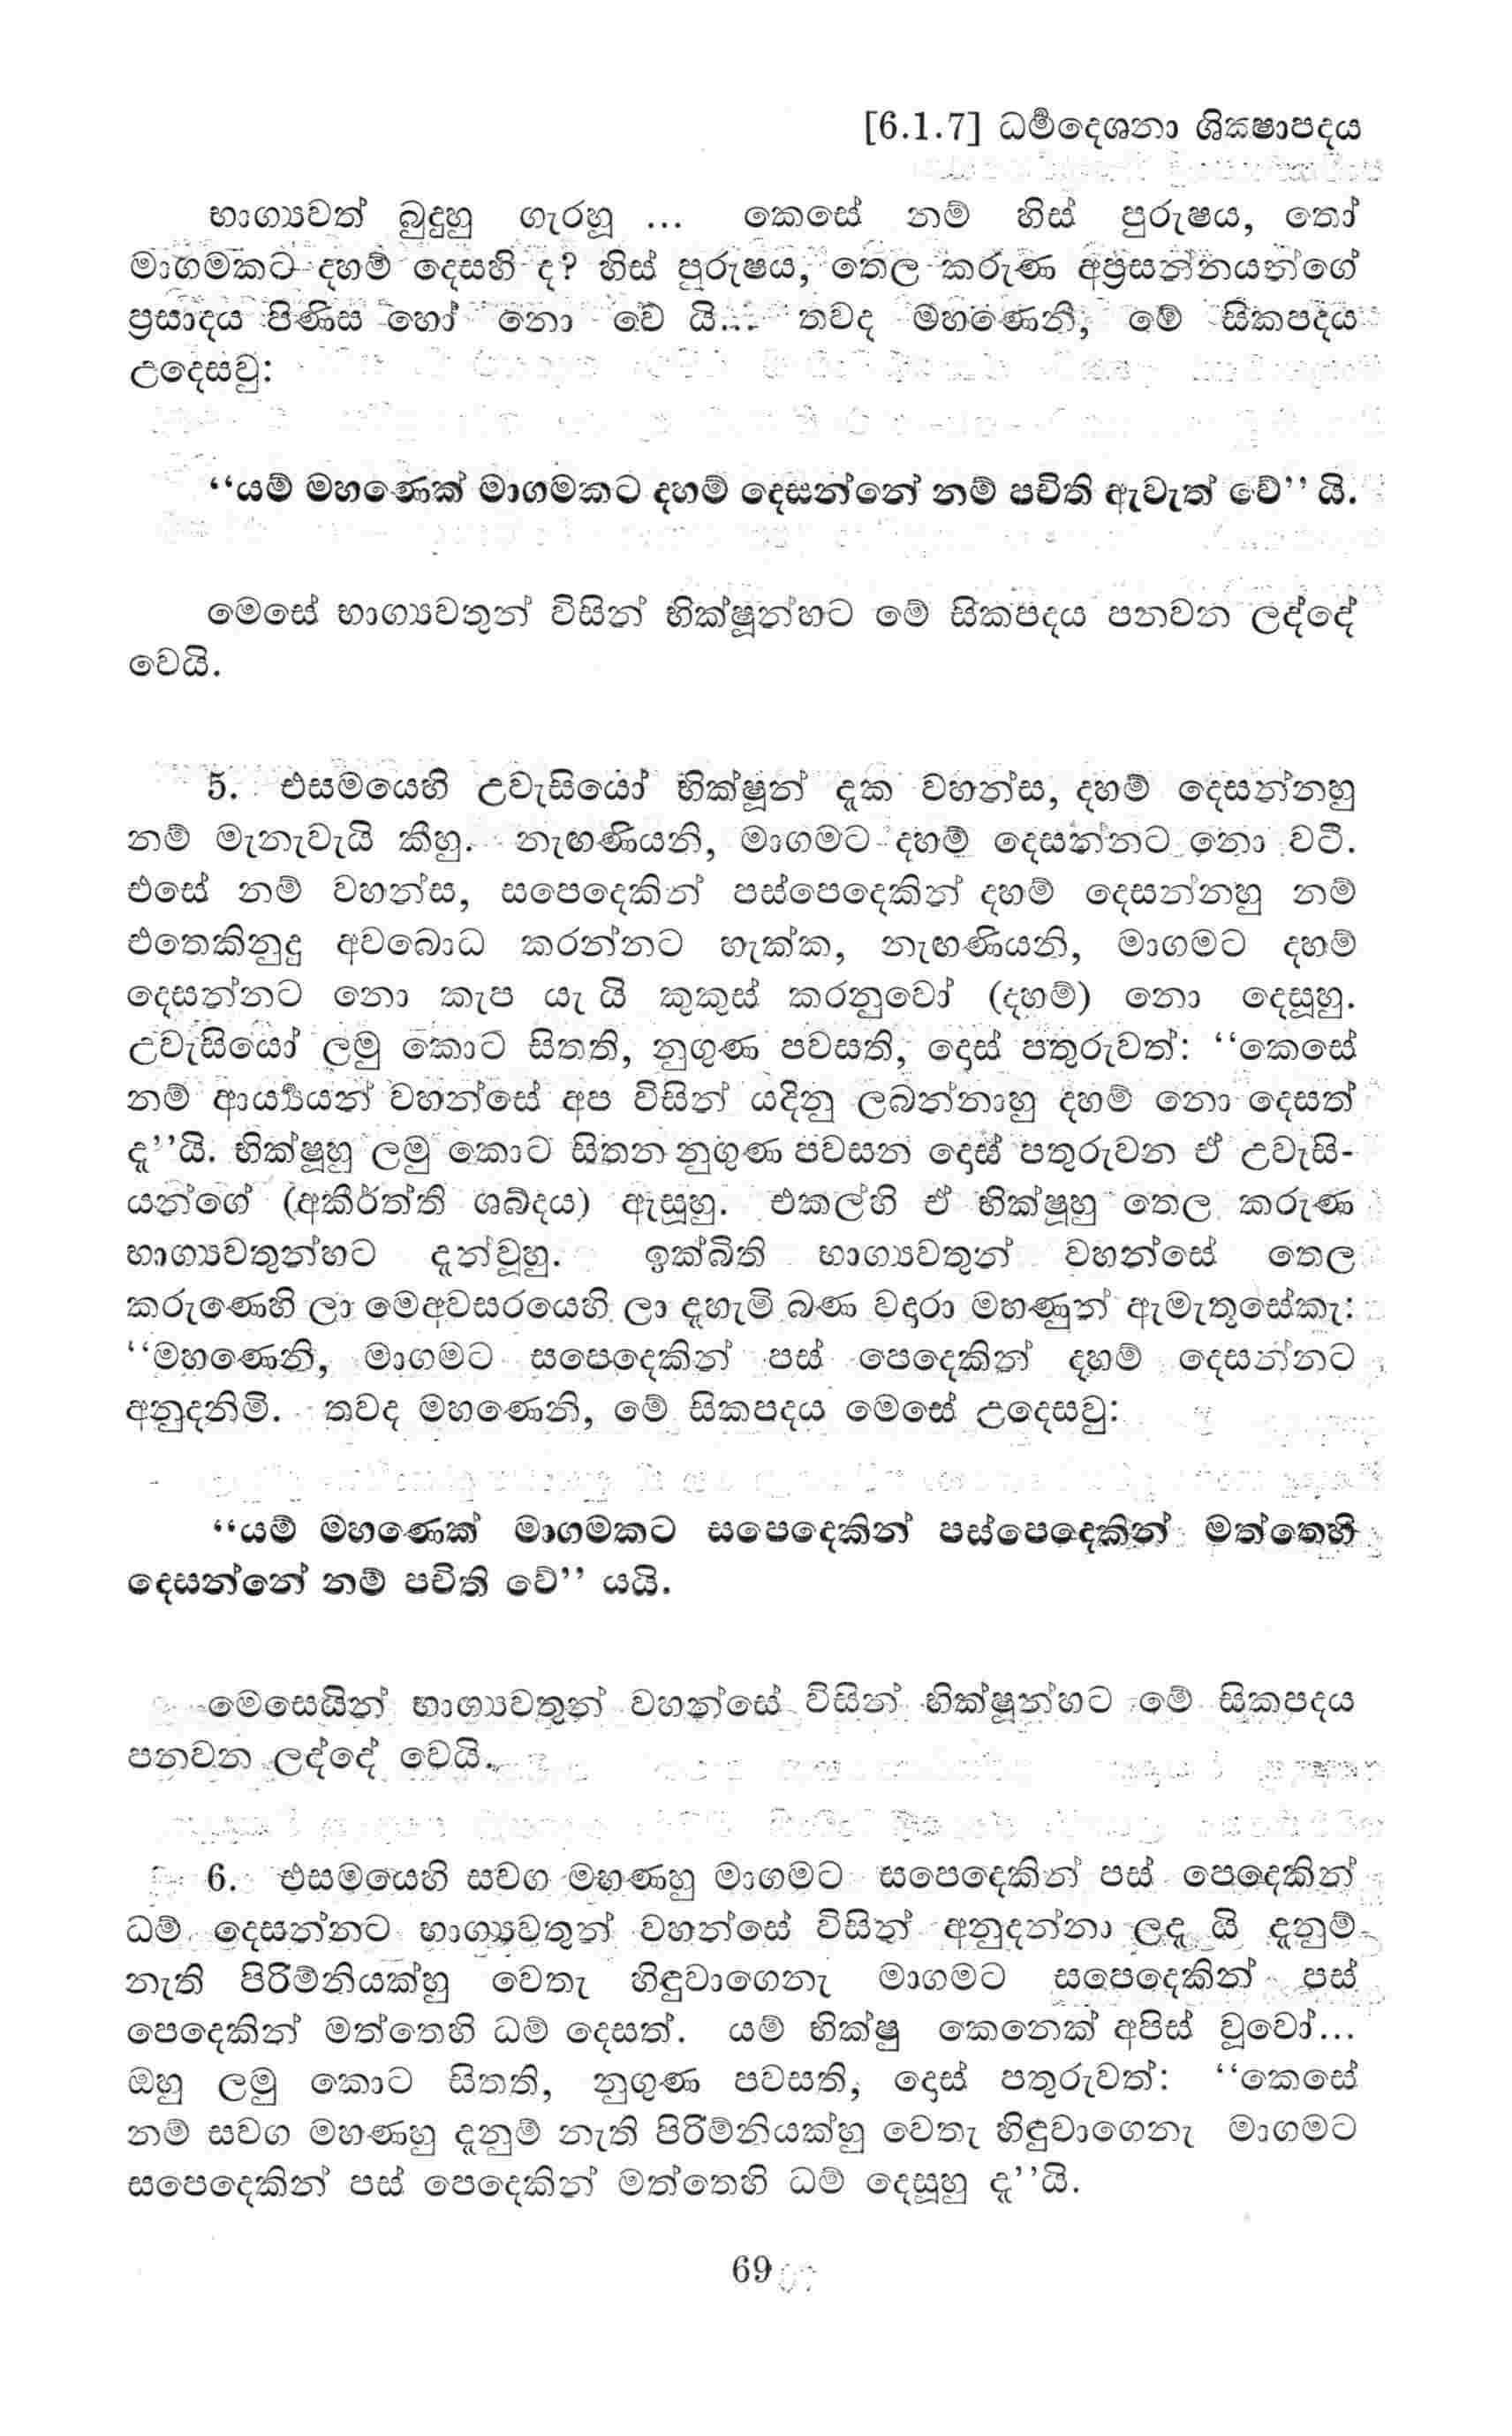 [6.1.7] ධර්‍මදෙශනා ශික්‍ෂාපදය
භාග්‍යවත් බුදුහු ගැරහූ ... කෙසේ නම් හිස් පුරුෂය, තෝ
මාගමකට දහම් දෙසහි ද? හිස් පුරුෂය, තෙල කරුණ අප්‍රසන්නයන්ගේ
ප්‍රසාදය පිණිස හෝ නො වේ යි... තවද මහණෙනි, මේ සිකපදය
උදෙසවු:
‘‘යම් මහණෙක් මාගමකට දහම් දෙසන්නේ නම් පචිති ඇවැත් වේ’’ යි.
මෙසේ භාග්‍යවතුන් විසින් භික්ෂූන්හට මේ සිකපදය පනවන ලද්දේ
වෙයි.
5. එසමයෙහි උවැසියෝ භික්ෂූන් දැක වහන්ස, දහම් දෙසන්නහු
නම් මැනැවැයි කීහු. නැඟණියනි, මාගමට දහම් දෙසන්නට නො වටී.
එසේ නම් වහන්ස, සපෙදෙකින් පස්පෙදෙකින් දහම් දෙසන්නහු නම්
එතෙකිනුදු අවබොධ කරන්නට හැක්ක, නැඟණියනි, මාගමට දහම්
දෙසන්නට නො කැප යැ යි කුකුස් කරනුවෝ (දහම්) නො දෙසූහු.
උවැසියෝ ලමු කොට සිතති, නුගුණ පවසති, දොස් පතුරුවත්: ‘‘කෙසේ
නම් ආර්‍ය්‍යයන් වහන්සේ අප විසින් යදිනු ලබන්නාහු දහම් නො දෙසත්
ද’’යි. භික්ෂූහු ලමු කොට සිතන නුගුණ පවසන දොස් පතුරුවන ඒ උවැසි-
යන්ගේ (අකීර්ත්ති ශබ්දය) ඇසූහු. එකල්හි ඒ භික්ෂූහු තෙල කරුණ
භාග්‍යවතුන්හට දැන්වූහු. ඉක්බිති භාග්‍යවතුන් වහන්සේ තෙල
කරුණෙහි ලා මෙඅවසරයෙහි ලා දැහැමි බණ වදාරා මහණුන් ඇමැතූසේකැ:
‘‘මහණෙනි, මාගමට සපෙදෙකින් පස් පෙදෙකින් දහම් දෙසන්නට
අනුදනිමි. තවද මහණෙනි, මේ සිකපදය මෙසේ උදෙසවු:
‘‘යම් මහණෙක් මාගමකට සපෙදෙකින් පස්පෙදෙකින් මත්තෙහි
දෙසන්නේ නම් පචිති වේ’’ යයි.
මෙසෙයින් භාග්‍යවතුන් වහන්සේ විසින් භික්ෂූන්හට මේ සිකපදය
පනවන ලද්දේ වෙයි.
6. එසමයෙහි සවග මහණහු මාගමට සපෙදෙකින් පස් පෙදෙකින්
ධම් දෙසන්නට භාග්‍යවතුන් වහන්සේ විසින් අනුදන්නා ලදැ යි දැනුම්
නැති පිරිම්නියක්හු වෙතැ හිඳුවාගෙනැ මාගමට සපෙදෙකින් පස්
පෙදෙකින් මත්තෙහි ධම් දෙසත්. යම් භික්ෂු කෙනෙක් අපිස් වූවෝ...
ඔහු ලමු කොට සිතති, නුගුණ පවසති, දොස් පතුරුවත්: ‘‘කෙසේ
නම් සවග මහණහු දැනුම් නැති පිරිම්නියක්හු වෙතැ හිඳුවාගෙනැ මාගමට
සපෙදෙකින් පස් පෙදෙකින් මත්තෙහි ධම් දෙසූහු ද’’යි.
69